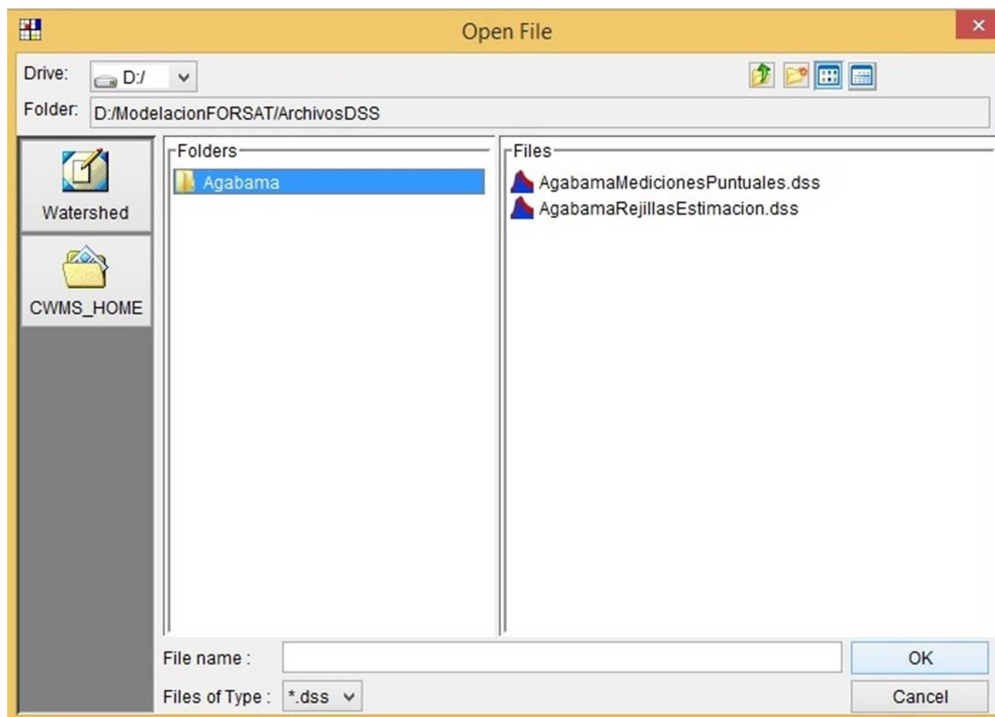 Open File
Drive: D:/
Folder: D:/ModelacionFORSAT/ArchivosDSS
Watershed
CWMS_HOME
Folders
Agabama
Files
AgabamaMedicionesPuntuales.dss
AgabamaRejillasEstimacion.dss
File name :
OK
Files of Type : *.dss
Cancel